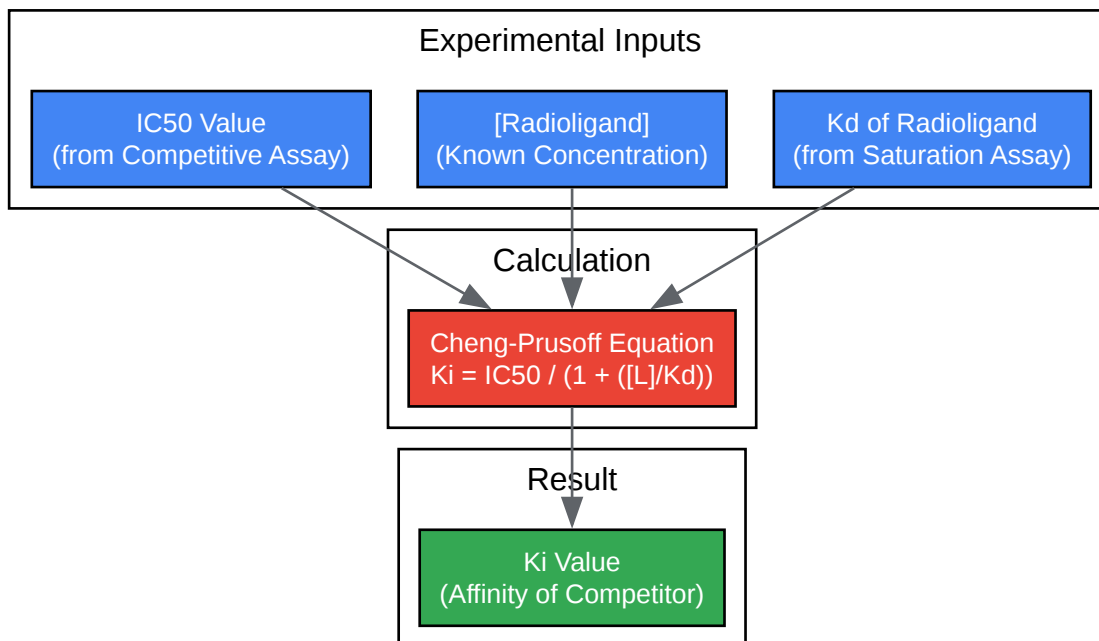 Experimental Inputs
IC50 Value
(from Competitive Assay)
[Radioligand]
(Known Concentration)
Kd of Radioligand
(from Saturation Assay)
Calculation
Cheng-Prusoff Equation
Ki = IC50 / (1 + ([L]/Kd))
Result
Ki Value
(Affinity of Competitor)